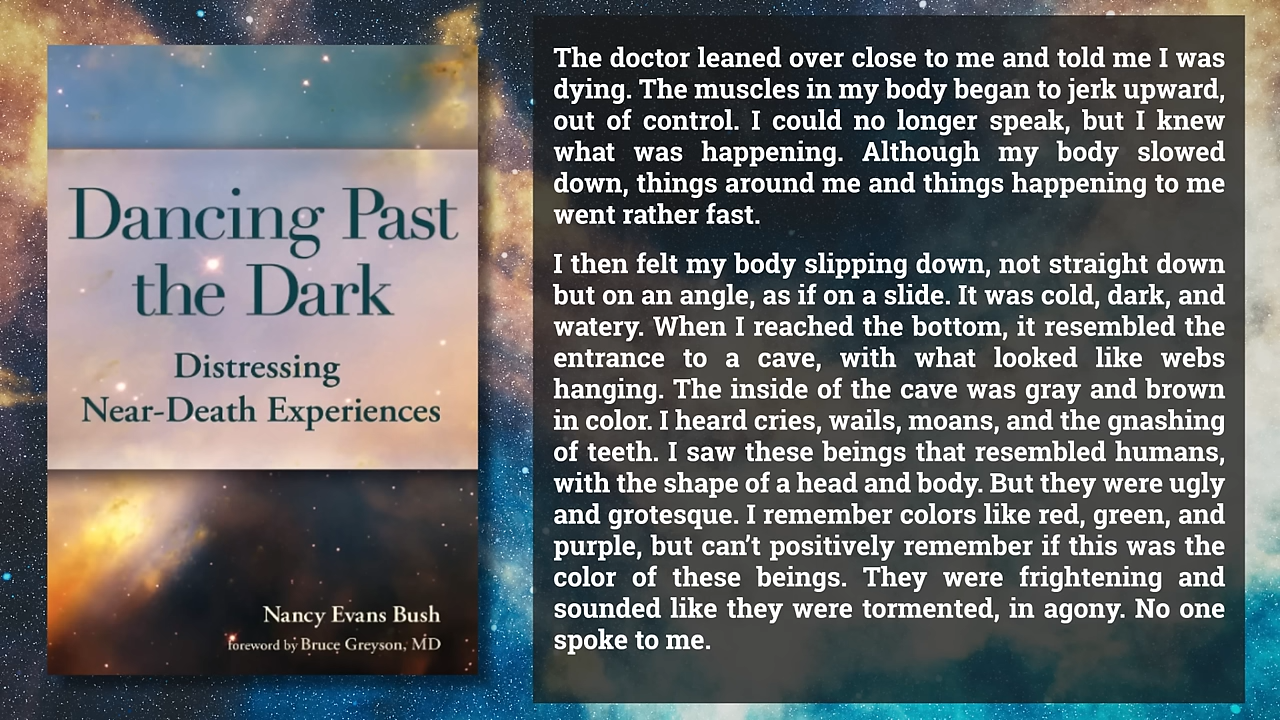 Dancing Past
the Dark
Distressing
Near-Death Experiences
Nancy Evans Bush
foreword by Bruce Greyson, MD
The doctor leaned over close to me and told me I was
dying. The muscles in my body began to jerk upward,
out of control. I could no longer speak, but I knew
what was happening. Although my body slowed
down, things around me and things happening to me
went rather fast.
I then felt my body slipping down, not straight down
but on an angle, as if on a slide. It was cold, dark, and
watery. When I reached the bottom, it resembled the
entrance to a cave, with what looked like webs
hanging. The inside of the cave was gray and brown
in color. I heard cries, wails, moans, and the gnashing
of teeth. I saw these beings that resembled humans,
with the shape of a head and body. But they were ugly
and grotesque. I remember colors like red, green, and
purple, but can’t positively remember if this was the
color of these beings. They were frightening and
sounded like they were tormented, in agony. No one
spoke to me.